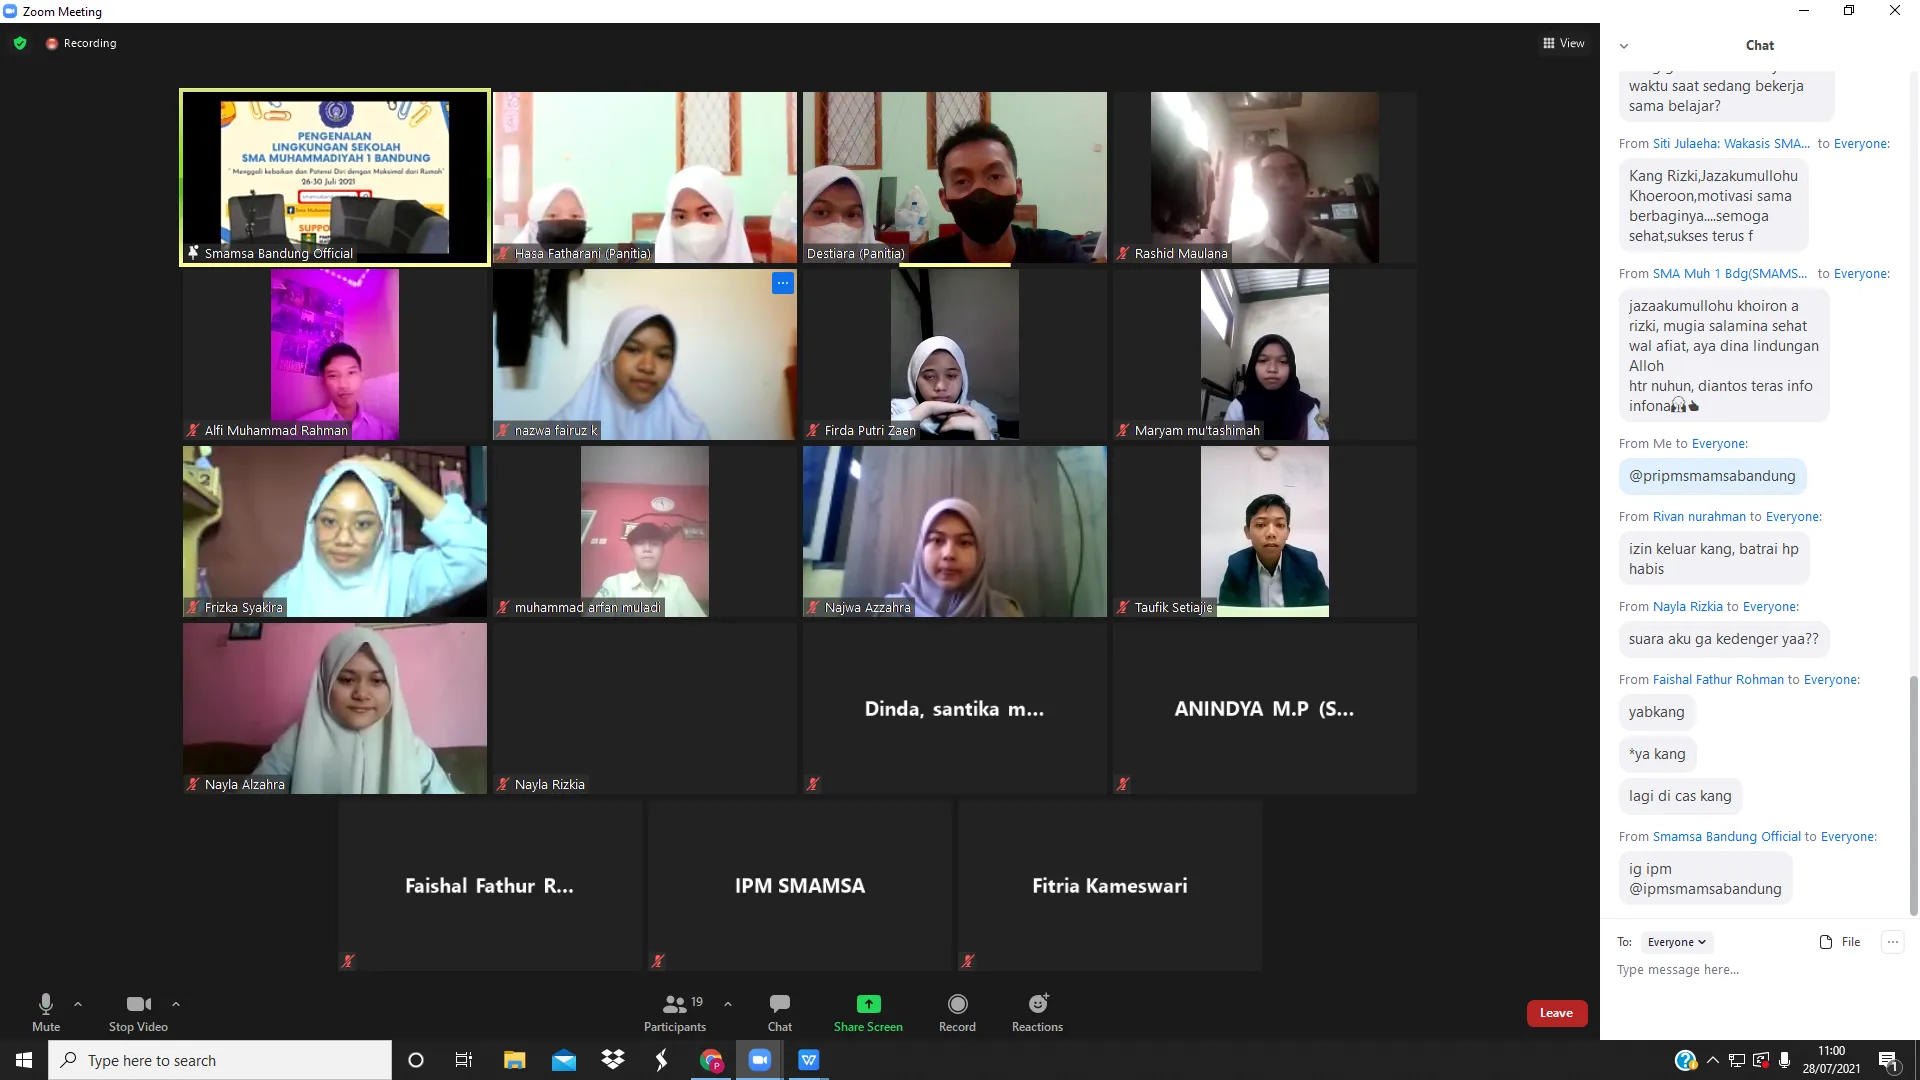 Zoom Meeting
Recording
View
PENGENALAN
LINGKUNGAN SEKOLAH
SMA MUHAMMADIYAH 1 BANDUNG
" Menggali kebaikan dan Potensi Diri dengan Maksimal dari Rumah"
26-30 Juli 2021
Smamsa Bandung Official
Hasa Fatharani (Panitia)
Destiara (Panitia)
Rashid Maulana
Alfi Muhammad Rahman
nazwa fairuz k
Firda Putri Zaen
Maryam mu'tashimah
Frizka Syakira
muhammad arfan muladi
Najwa Azzahra
Taufik Setiajie
Nayla Alzahra
Nayla Rizkia
Dinda, santika m...
ANINDYA M.P (S...
Faishal Fathur R...
IPM SMAMSA
Fitria Kameswari
Mute
Stop Video
Participants
19
Chat
Share Screen
Record
Reactions
Leave
Chat
waktu saat sedang bekerja
sama belajar?
From Siti Julaeha: Wakasis SMA... to Everyone:
Kang Rizki,Jazakumullohu
Khoeroon,motivasi sama
berbaginya....semoga
sehat,sukses terus f
From SMA Muh 1 Bdg(SMAMS... to Everyone:
jazaakumullohu khoiron a
rizki, mugia salamina sehat
wal afiat, aya dina lindungan
Alloh
htr nuhun, diantos teras info
infona
From Me to Everyone:
@pripmsmamsabandung
From Rivan nurahman to Everyone:
izin keluar kang, batrai hp
habis
From Nayla Rizkia to Everyone:
suara aku ga kedenger yaa??
From Faishal Fathur Rohman to Everyone:
yabkang
*ya kang
lagi di cas kang
From Smamsa Bandung Official to Everyone:
ig ipm
@ipmsmamsabandung
To: Everyone
File
Type message here...
Type here to search
11:00
28/07/2021
1